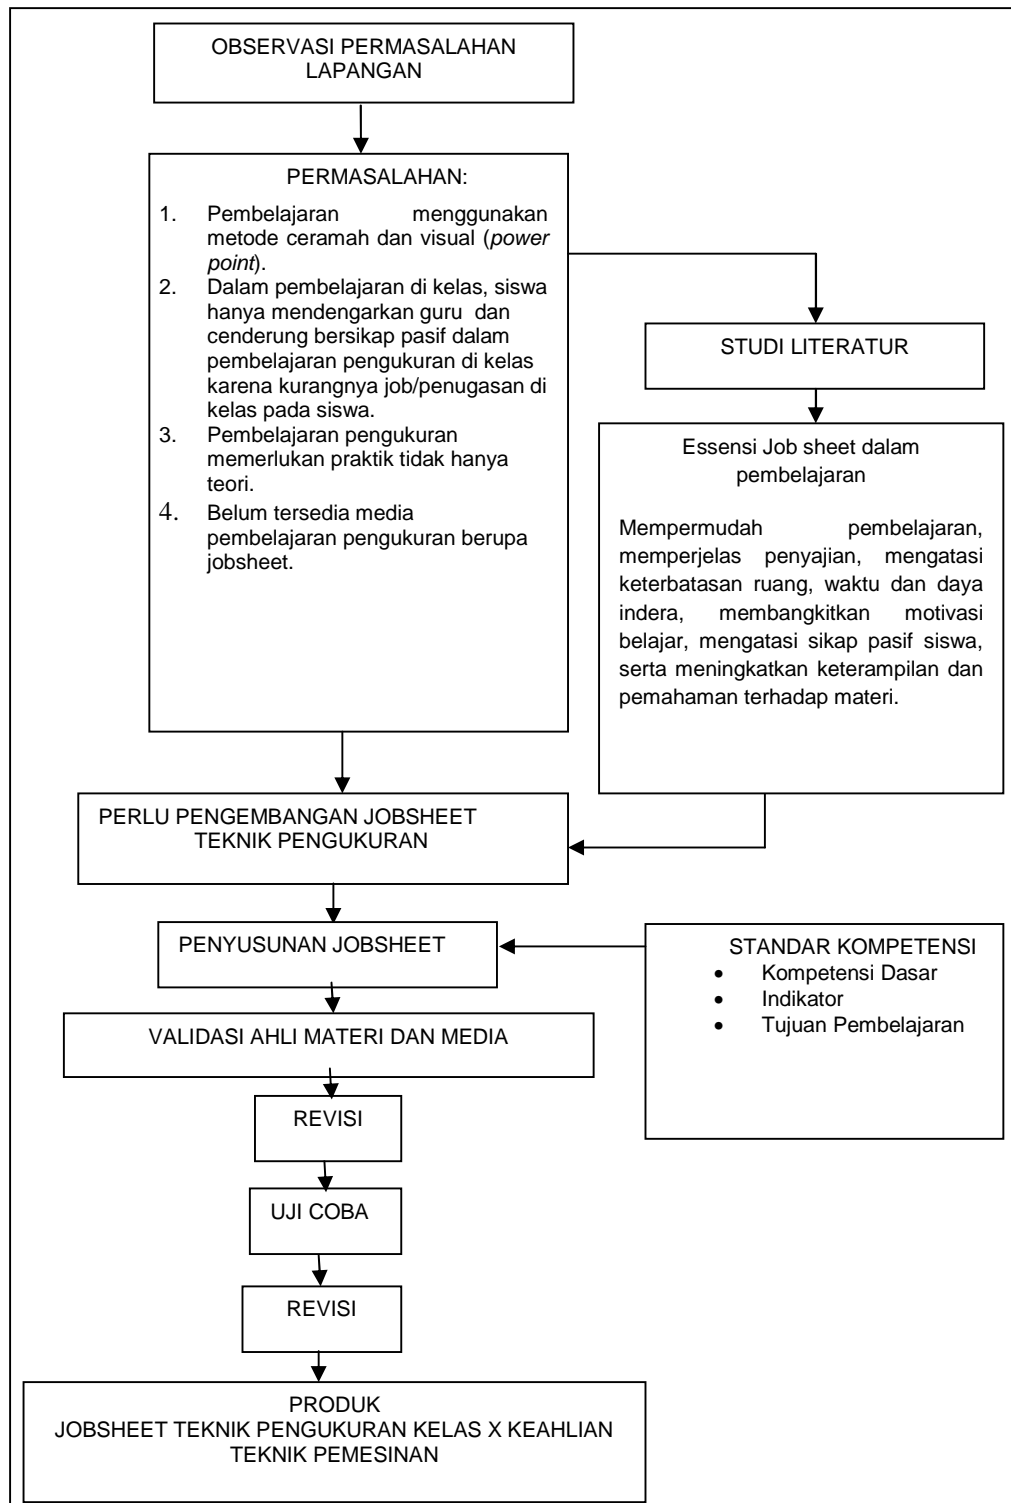 OBSERVASI PERMASALAHAN
LAPANGAN
PERMASALAHAN:
1. Pembelajaran menggunakan
metode ceramah dan visual (power
point).
2. Dalam pembelajaran di kelas, siswa
hanya mendengarkan guru dan
cenderung bersikap pasif dalam
pembelajaran pengukuran di kelas
karena kurangnya job/penugasan di
kelas pada siswa.
3. Pembelajaran pengukuran
memerlukan praktik tidak hanya
teori.
4. Belum tersedia media
pembelajaran pengukuran berupa
jobsheet.
STUDI LITERATUR
Essensi Job sheet dalam
pembelajaran
Mempermudah pembelajaran,
memperjelas penyajian, mengatasi
keterbatasan ruang, waktu dan daya
indera, membangkitkan motivasi
belajar, mengatasi sikap pasif siswa,
serta meningkatkan keterampilan dan
pemahaman terhadap materi.
PERLU PENGEMBANGAN JOBSHEET
TEKNIK PENGUKURAN
PENYUSUNAN JOBSHEET
STANDAR KOMPETENSI
• Kompetensi Dasar
• Indikator
• Tujuan Pembelajaran
VALIDASI AHLI MATERI DAN MEDIA
REVISI
UJI COBA
REVISI
PRODUK
JOBSHEET TEKNIK PENGUKURAN KELAS X KEAHLIAN
TEKNIK PEMESINAN